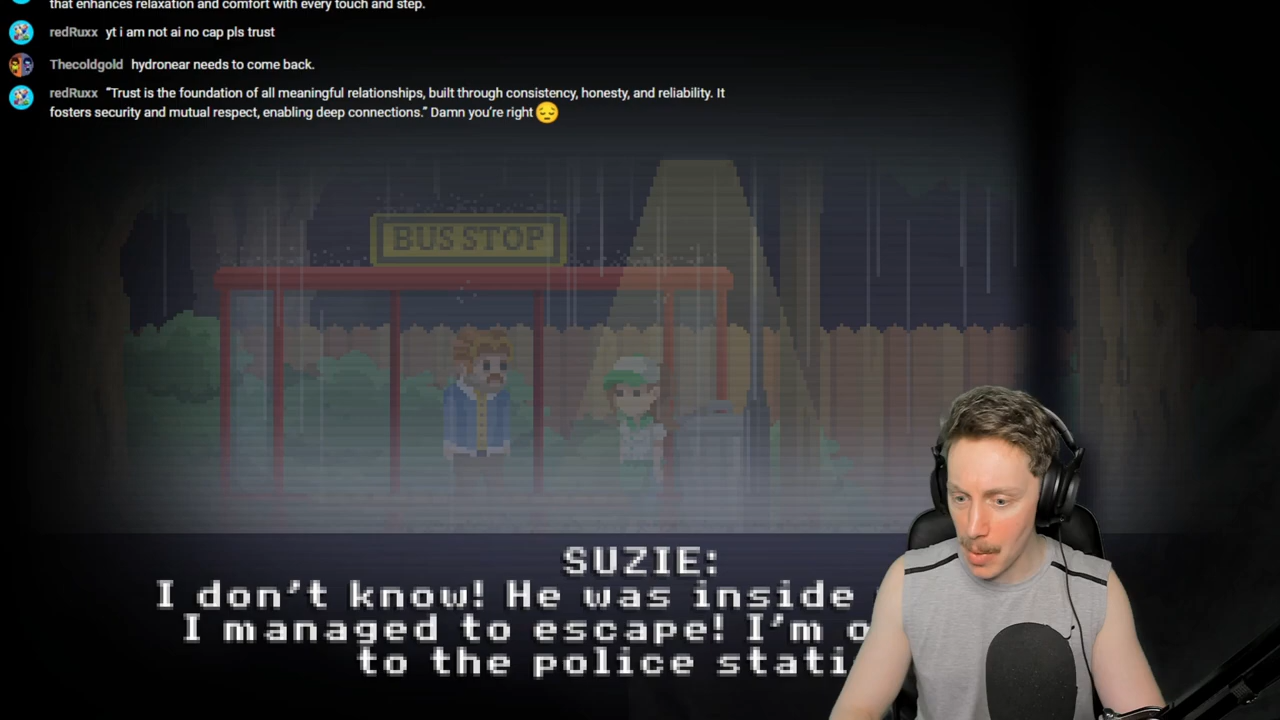 that enhances relaxation and comfort with every touch and step.
redRuxx yt i am not ai no cap pls trust
Thecoldgold hydronear needs to come back.
redRuxx “Trust is the foundation of all meaningful relationships, built through consistency, honesty, and reliability. It
fosters security and mutual respect, enabling deep connections.” Damn you’re right😔
BUS STOP
SUZIE:
I don’t know! He was inside
I managed to escape! I’m
to the police